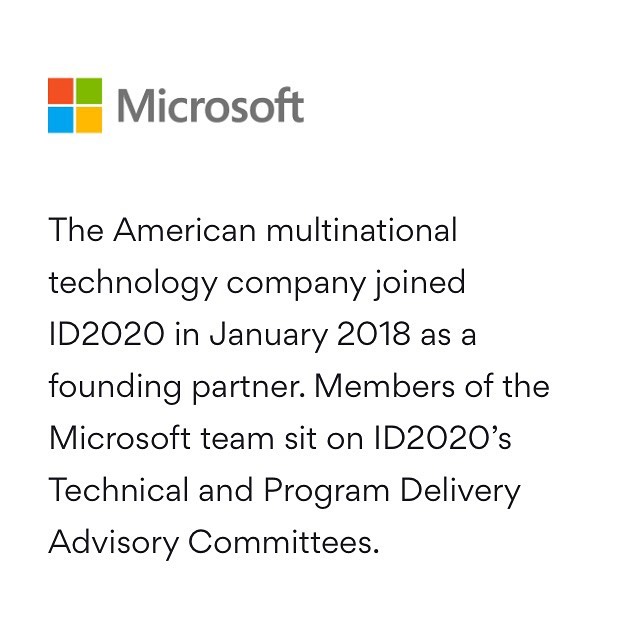 Microsoft
The American multinational
technology company joined
ID2020 in January 2018 as a
founding partner. Members of the
Microsoft team sit on ID2020’s
Technical and Program Delivery
Advisory Committees.